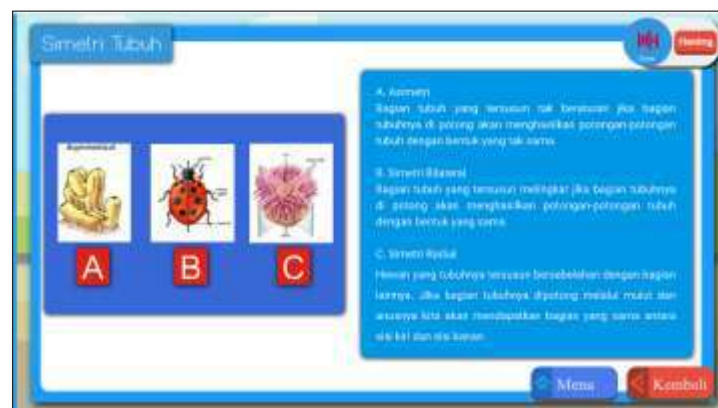 Simetri Tubuh
Hening
Asymmetrical
A
B
C
A. Asimetri
Bagian tubuh yang tersusun tak beraturan jika bagian
tubuhnya di potong akan menghasilkan potongan-potongan
tubuh dengan bentuk yang tak sama.
B. Simetri Bilateral
Bagian tubuh yang tersusun melingkar jika bagian tubuhnya
di potong akan menghasilkan potongan-potongan tubuh
dengan bentuk yang sama.
C. Simetri Radial
Hewan yang tubuhnya tersusun bersebelahan dengan bagian
lainnya. Jika bagian tubuhnya dipotong melalui mulut dan
anusnya kita akan mendapatkan bagian yang sama antara
sisi kiri dan sisi kanan.
Menu
Kembali